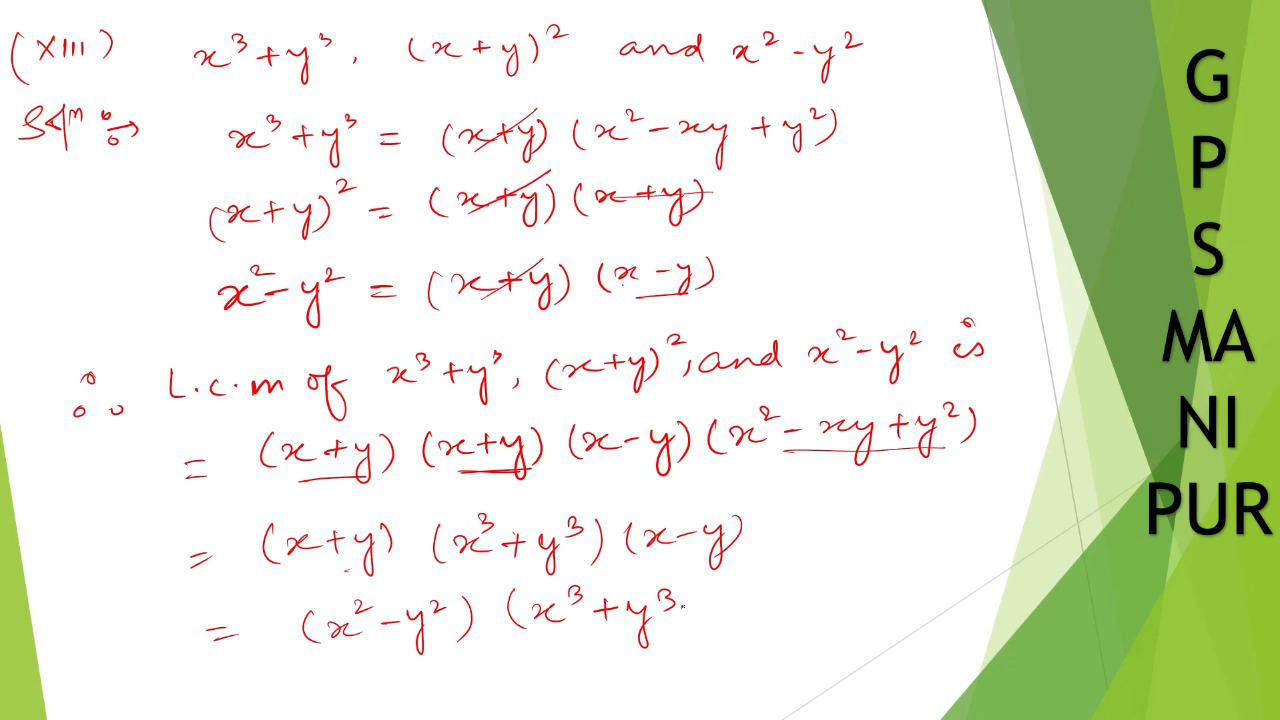 (XIII) x³ + y³, (x + y)² and x² - y²
Solⁿ :→ x³ + y³ = (x+y) (x² - xy + y²)
(x + y)² = (x+y) (x+y)
x² - y² = (x+y) (x - y)
∴ L.c.m of x³ + y³, (x+y)², and x² - y² is
= (x+y) (x+y) (x-y) (x² - xy + y²)
= (x+y) (x³ + y³) (x-y)
= (x² - y²) (x³ + y³
G
P
S
MA
NI
PUR